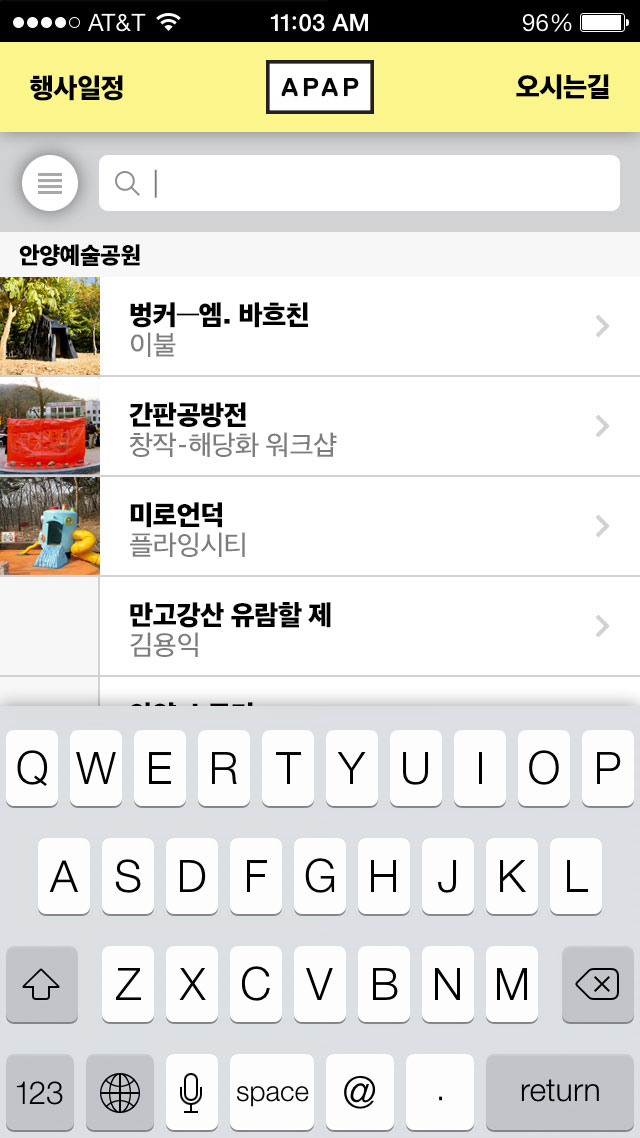 AT&T 11:03 AM 96%
행사일정 APAP 오시는길
안양예술공원
벙커—엠. 바흐친
이불
간판공방전
창작-해당화 워크샵
미로언덕
플라잉시티
만고강산 유람할 제
김용익
Q W E R T Y U I O P
A S D F G H J K L
Z X C V B N M
123 space @ . return